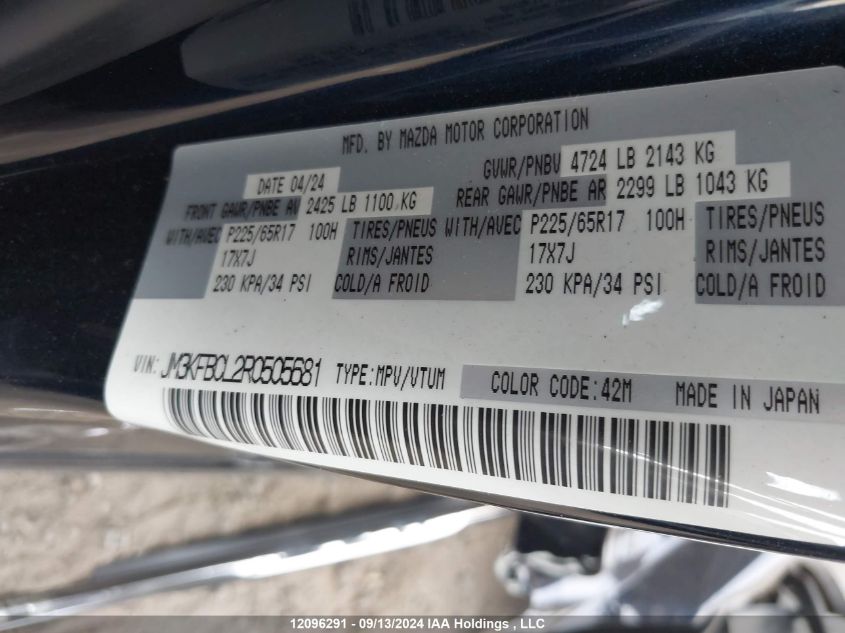 MFD. BY MAZDA MOTOR CORPORATION
DATE 04/24 GVWR/PNBV 4724 LB 2143 KG
FRONT GAWR/PNBE AV 2425 LB 1100 KG REAR GAWR/PNBE AR 2299 LB 1043 KG
WITH/AVEC P225/65R17 100H TIRES/PNEUS WITH/AVEC P225/65R17 100H TIRES/PNEUS
17X7J RIMS/JANTES 17X7J RIMS/JANTES
230 KPA/34 PSI COLD/A FROID 230 KPA/34 PSI COLD/A FROID
VIN: JM3KFB0L2R0505681 TYPE:MPV/VTUM COLOR CODE:42M MADE IN JAPAN
12096291 - 09/13/2024 IAA Holdings , LLC